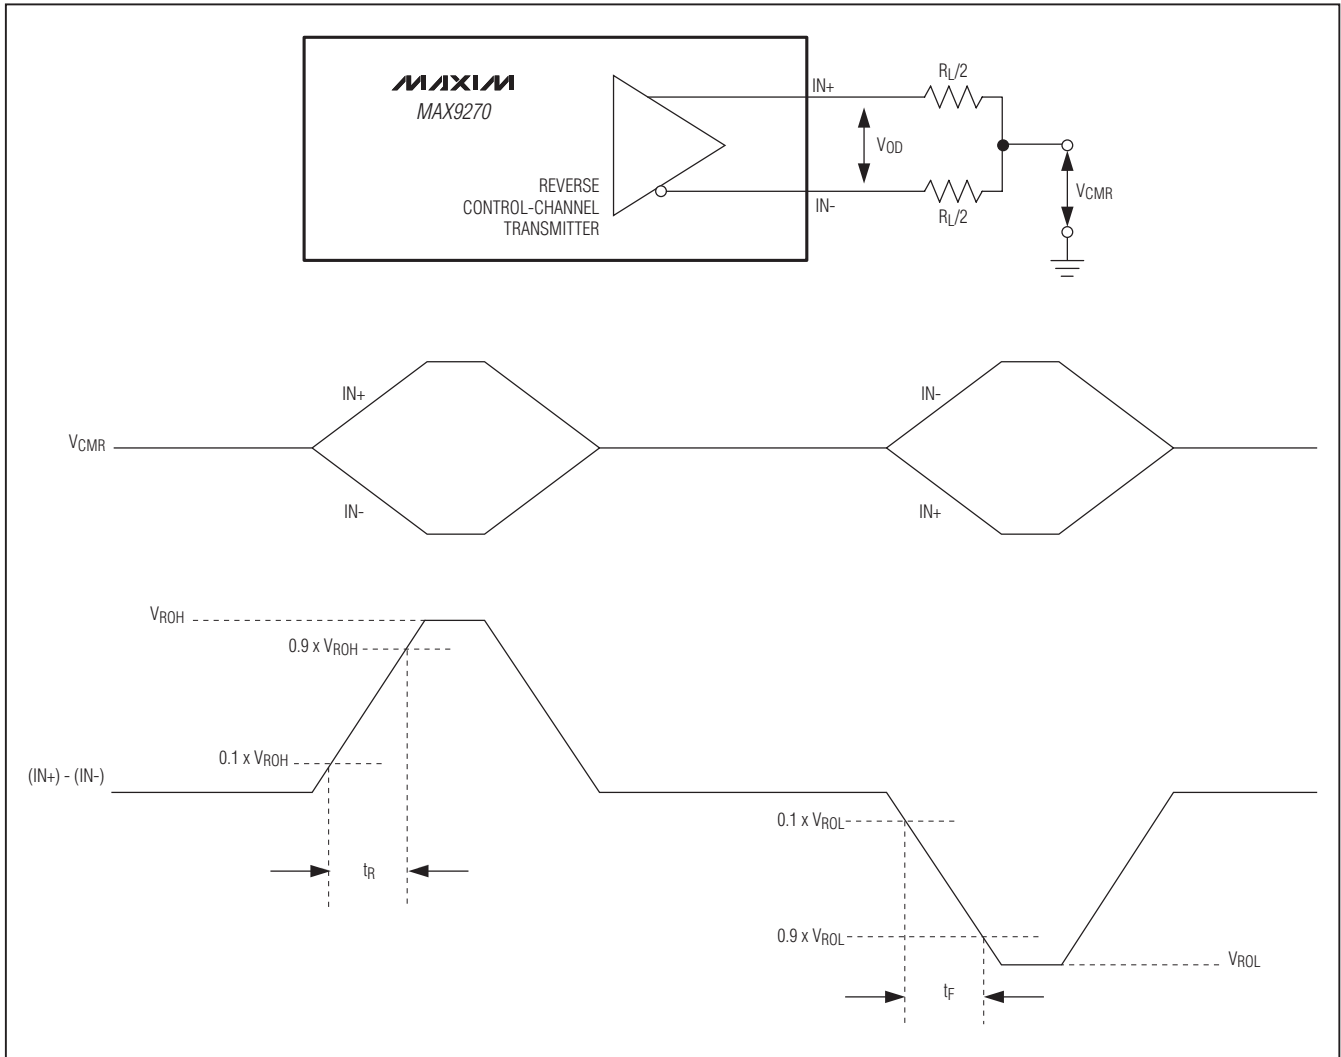 MAXIM
MAX9270
REVERSE
CONTROL-CHANNEL
TRANSMITTER
IN+
RL/2
VOD
IN-
RL/2
VCMR
IN+
IN-
VCMR
IN-
IN+
VROH
0.9 x VROH
0.1 x VROH
(IN+) - (IN-)
tR
0.1 x VROL
0.9 x VROL
VROL
tF